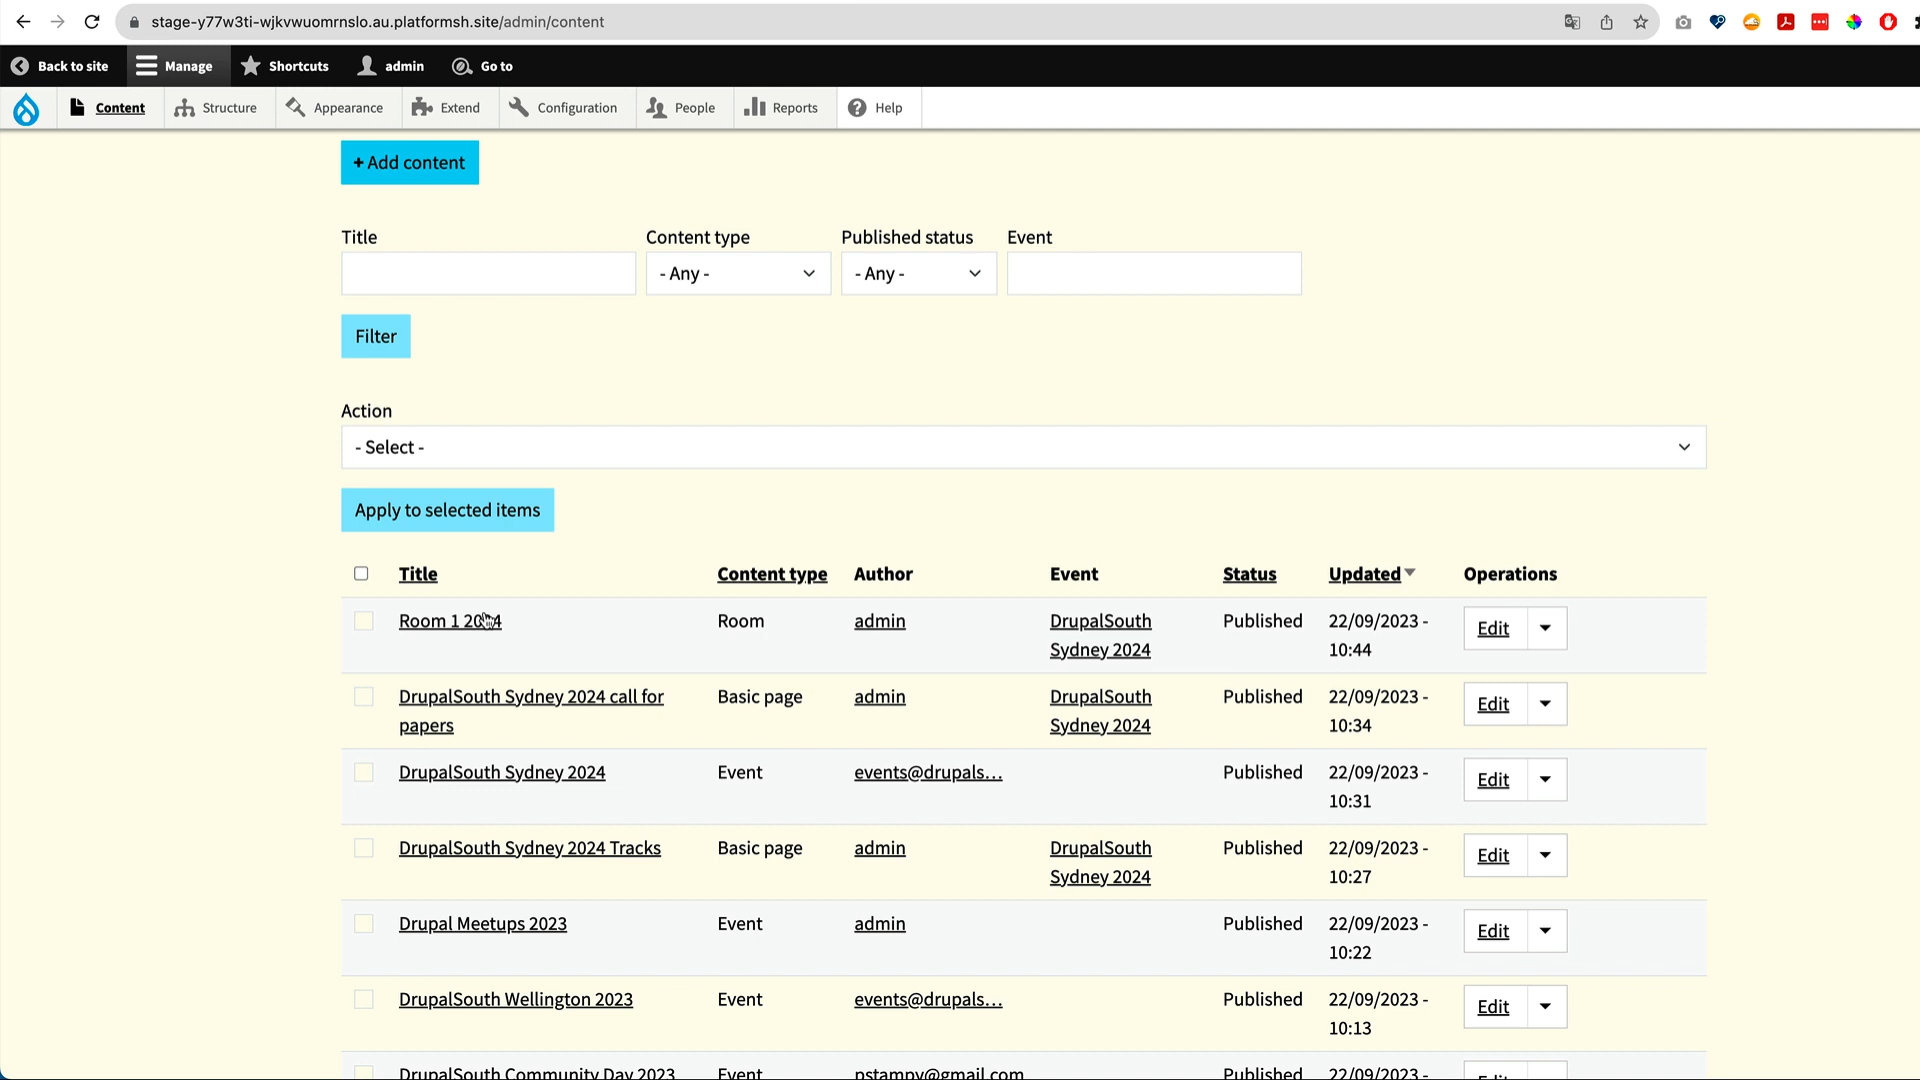 stage-y77w3ti-wjkvwuomrnslo.au.platformsh.site/admin/content
Back to site Manage Shortcuts admin Go to
Content Structure Appearance Extend Configuration People Reports Help
+ Add content
Title Content type Published status Event
- Any - - Any -
Filter
Action
- Select -
Apply to selected items
Title Content type Author Event Status Updated Operations
Room 1 2024 Room admin DrupalSouth Published 22/09/2023 - Edit
Sydney 2024 10:44
DrupalSouth Sydney 2024 call for Basic page admin DrupalSouth Published 22/09/2023 - Edit
papers Sydney 2024 10:34
DrupalSouth Sydney 2024 Event events@drupals... Published 22/09/2023 - Edit
10:31
DrupalSouth Sydney 2024 Tracks Basic page admin DrupalSouth Published 22/09/2023 - Edit
Sydney 2024 10:27
Drupal Meetups 2023 Event admin Published 22/09/2023 - Edit
10:22
DrupalSouth Wellington 2023 Event events@drupals... Published 22/09/2023 - Edit
10:13
DrupalSouth Community Day 2023 Event pstampy@gmail.com Published 22/09/2023 - Edit